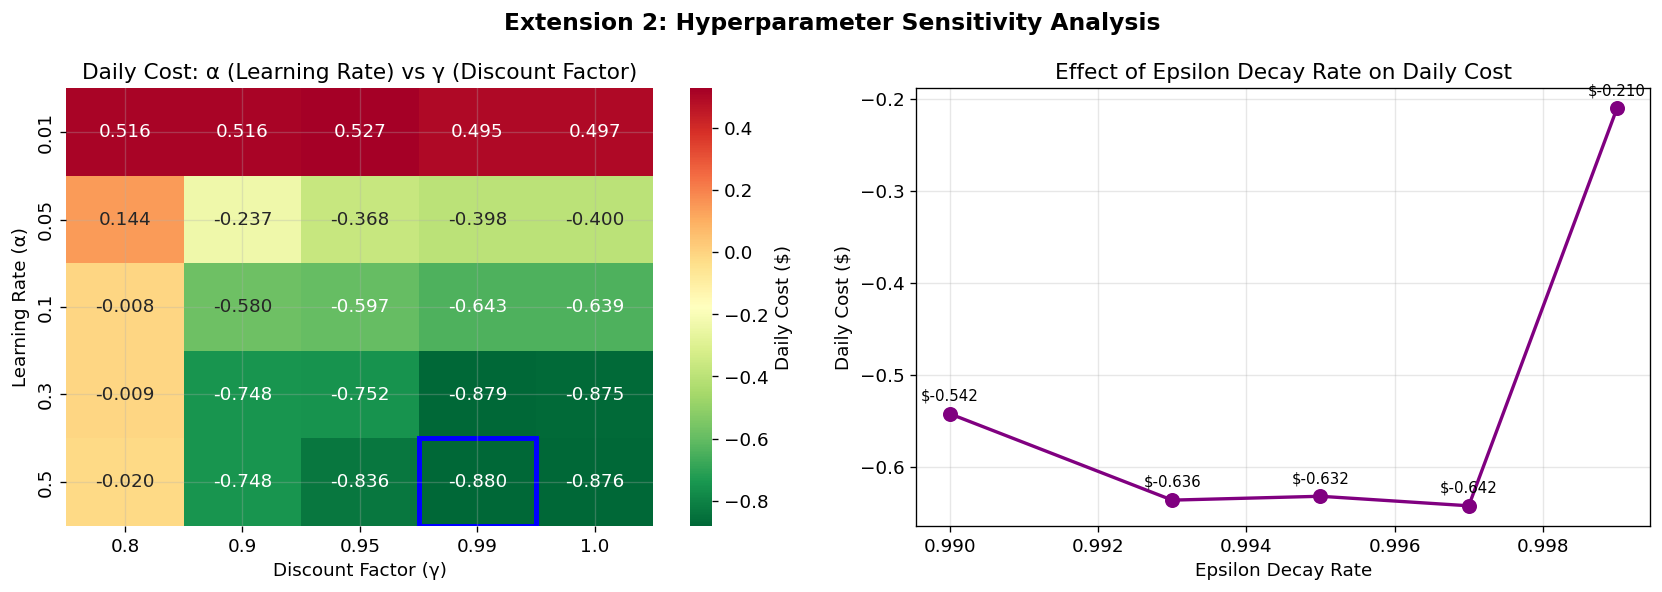 Extension 2: Hyperparameter Sensitivity Analysis
Daily Cost: α (Learning Rate) vs γ (Discount Factor)
Learning Rate (α)
0.01
0.516 0.516 0.527 0.495 0.497
0.05
0.144 -0.237 -0.368 -0.398 -0.400
0.1
-0.008 -0.580 -0.597 -0.643 -0.639
0.3
-0.009 -0.748 -0.752 -0.879 -0.875
0.5
-0.020 -0.748 -0.836 -0.880 -0.876
0.8 0.9 0.95 0.99 1.0
Discount Factor (γ)
0.4
0.2
0.0
−0.2
−0.4
−0.6
−0.8
Daily Cost ($)
Effect of Epsilon Decay Rate on Daily Cost
Daily Cost ($)
−0.2
−0.3
−0.4
−0.5
−0.6
$-0.542
$-0.636
$-0.632
$-0.642
$-0.210
0.990 0.992 0.994 0.996 0.998
Epsilon Decay Rate